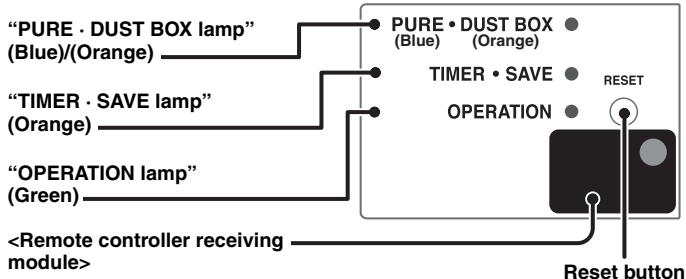 “PURE · DUST BOX lamp”
(Blue)/(Orange)
“TIMER · SAVE lamp”
(Orange)
“OPERATION lamp”
(Green)
<Remote controller receiving
module>
PURE • DUST BOX
(Blue) (Orange)
TIMER • SAVE
OPERATION
RESET
Reset button